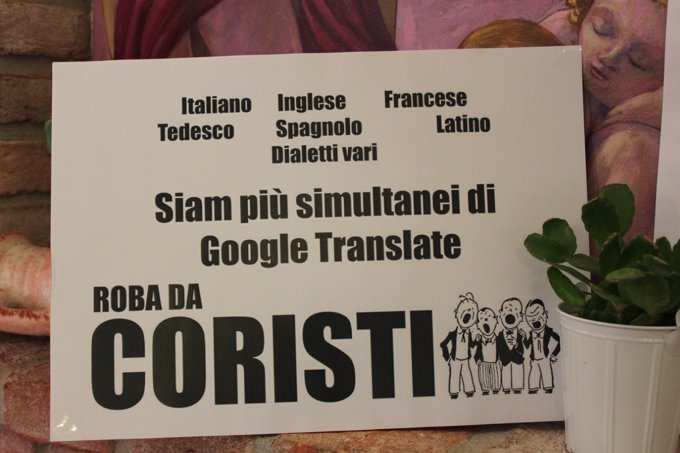 Italiano Inglese Francese
Tedesco Spagnolo Latino
Dialetti vari
Siam più simultanei di
Google Translate
ROBA DA
CORISTI